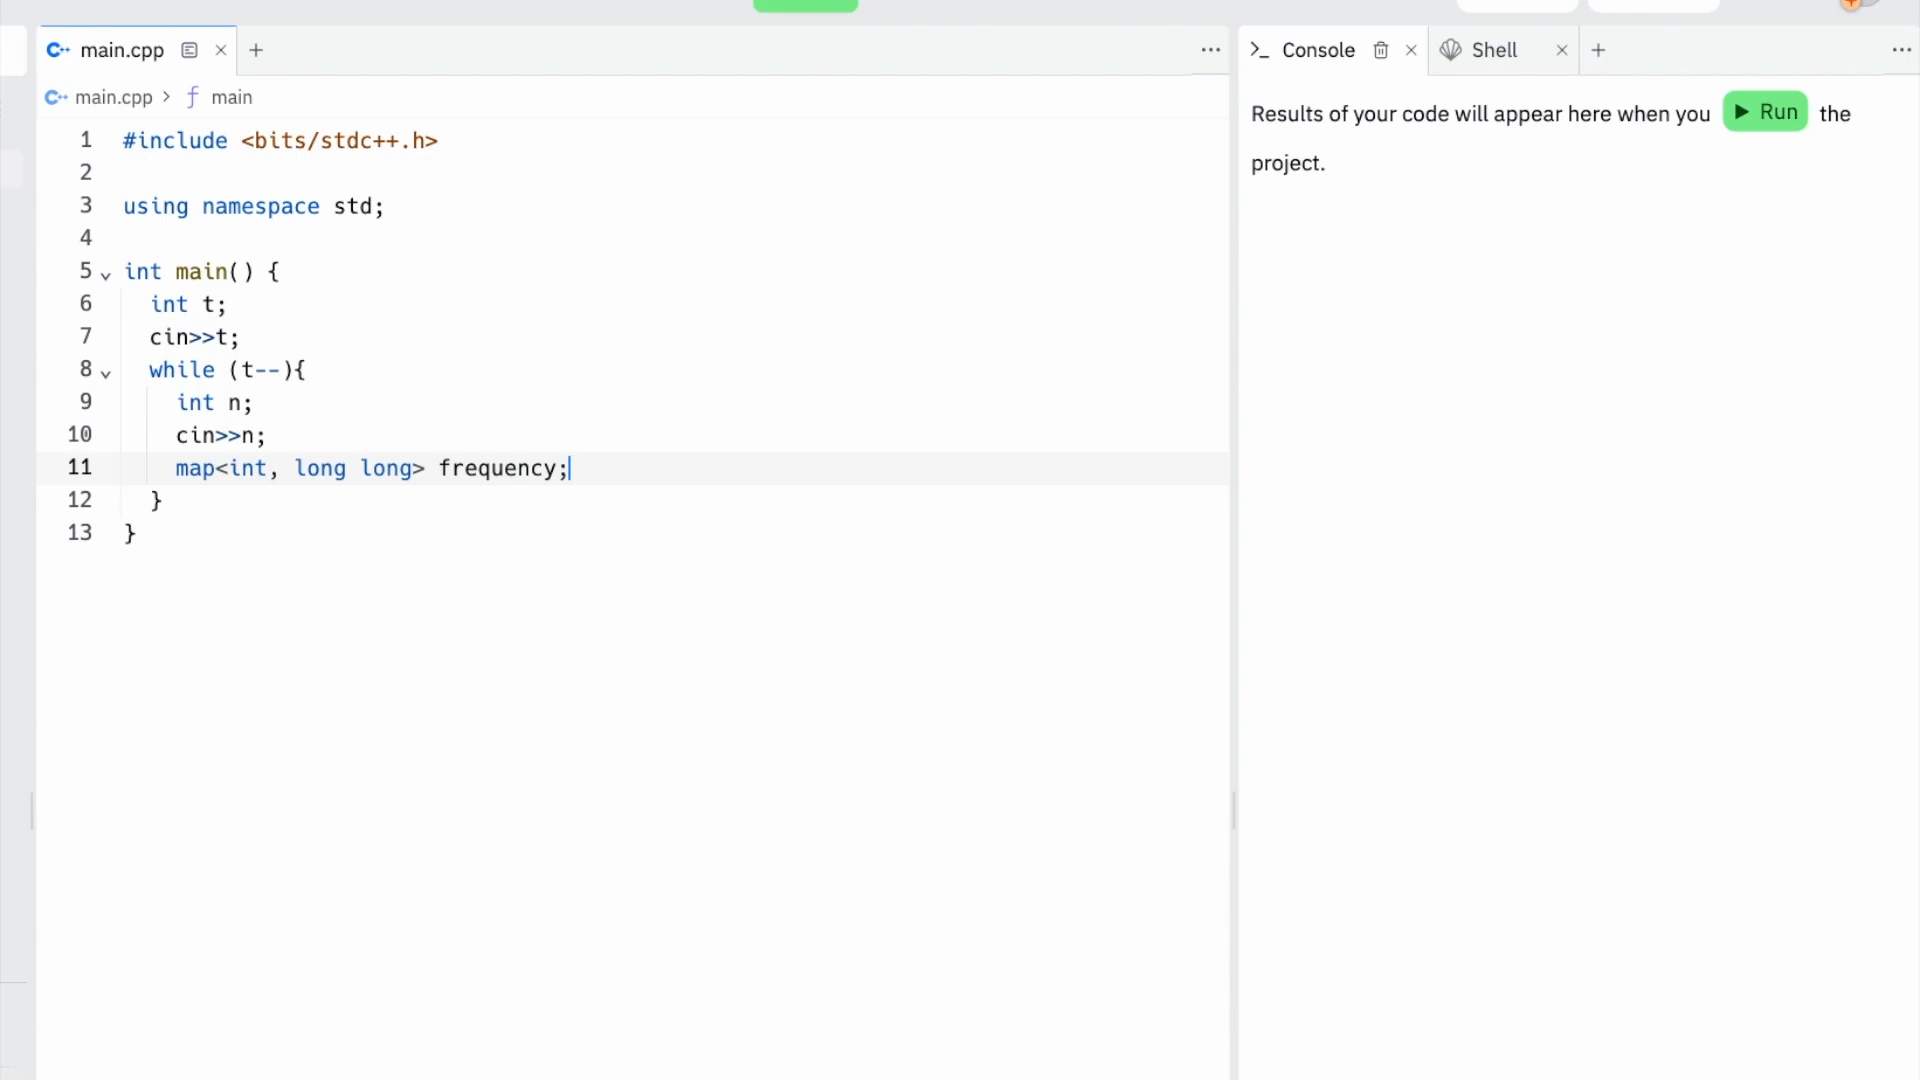 main.cpp
main.cpp > main
1 #include <bits/stdc++.h>
2
3 using namespace std;
4
5 int main() {
6 int t;
7 cin>>t;
8 while (t--){
9 int n;
10 cin>>n;
11 map<int, long long> frequency;
12 }
13 }
Console Shell
Results of your code will appear here when you Run the
project.